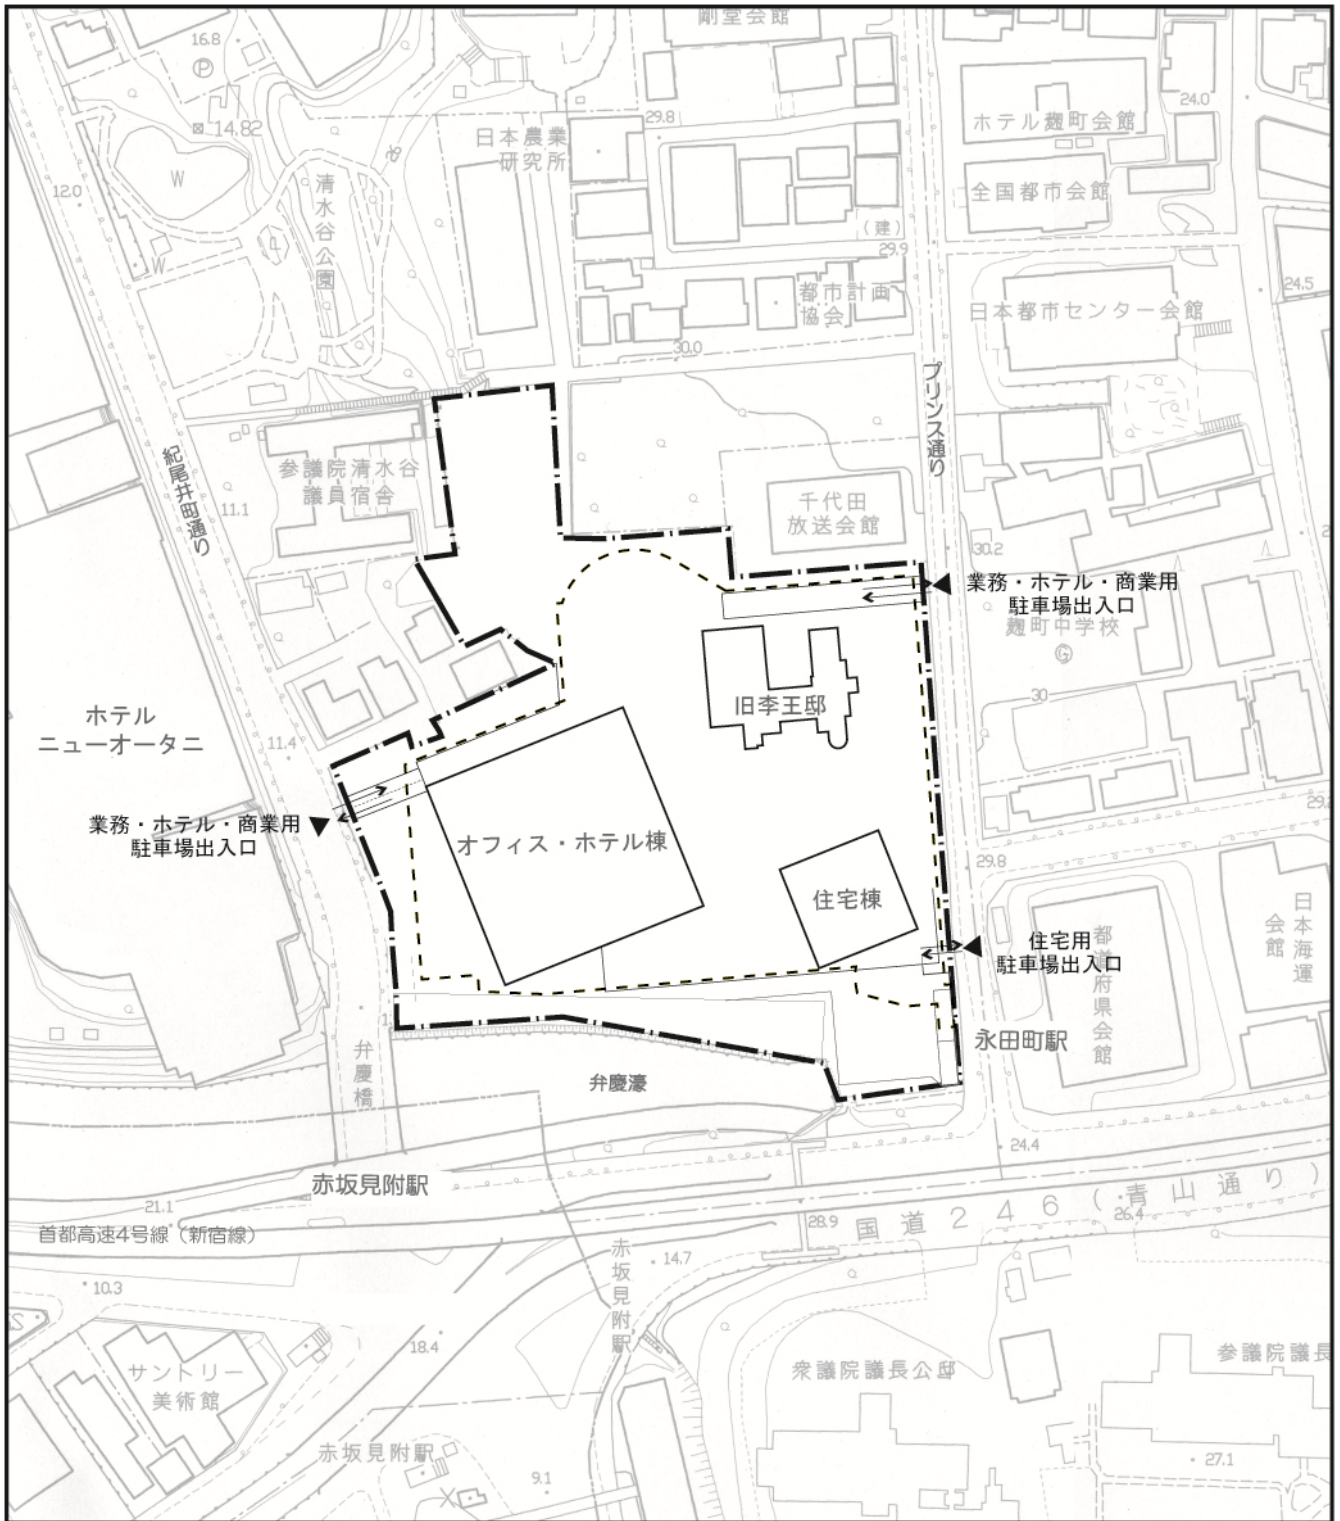 剛堂会館
16.8
P
14.82
日本農業
研究所
29.8
ホテル麹町会館
24.0
W
清水谷公園
12.0
全国都市会館
(建)
29.9
W
都市計画
協会
24.5
日本都市センター会館
30.0
プリンス通り
紀尾井町通り
参議院清水谷
議員宿舎
11.1
千代田
放送会館
30.2
業務・ホテル・商業用
駐車場出入口
麹町中学校
G
30
旧李王邸
ホテル
ニューオータニ
11.4
業務・ホテル・商業用
駐車場出入口
オフィス・ホテル棟
29.8
住宅棟
住宅用
駐車場出入口
都道府県会館
日本海運
会館
永田町駅
弁慶橋
弁慶濠
24.4
赤坂見附駅
21.1
首都高速4号線(新宿線)
28.9
国道246(青山通り)
26.4
赤坂見附駅
14.7
10.3
18.4
サントリー
美術館
衆議院議長公邸
参議院議長
赤坂見附駅
9.1
27.1